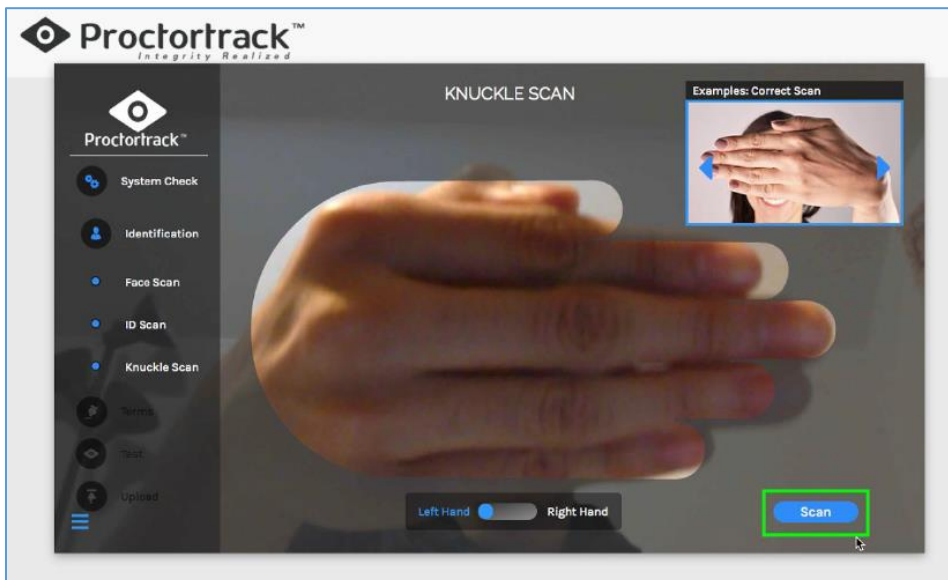 Proctortrack™
Integrity Realized
KNUCKLE SCAN
Examples: Correct Scan
Proctortrack™
System Check
Identification
Face Scan
ID Scan
Knuckle Scan
Terms
Test
Upload
Left Hand Right Hand
Scan